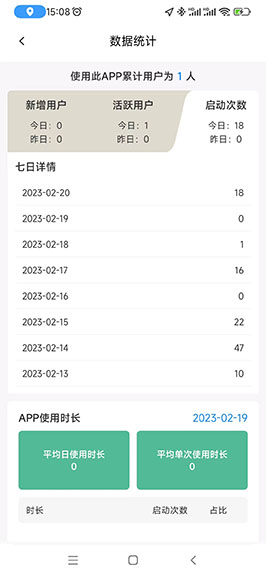 15:08
数据统计
使用此APP累计用户为 1 人
新增用户 活跃用户 启动次数
今日：0 今日：1 今日：18
昨日：0 昨日：0 昨日：0
七日详情
2023-02-20 18
2023-02-19 0
2023-02-18 1
2023-02-17 16
2023-02-16 0
2023-02-15 22
2023-02-14 47
2023-02-13 10
APP使用时长 2023-02-19
平均日使用时长 平均单次使用时长
0 0
时长 启动次数 占比